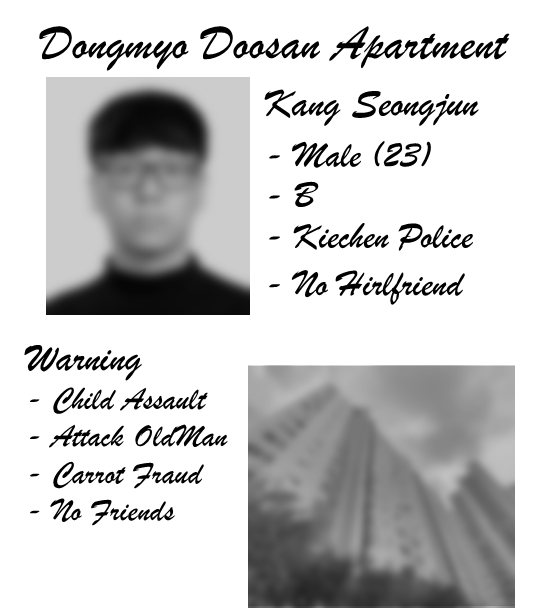 Dongmyo Doosan Apartment
Kang Seongjun
- Male (23)
- B
- Kiechen Police
- No Hirlfriend
Warning
- Child Assault
- Attack OldMan
- Carrot Fraud
- No Friends